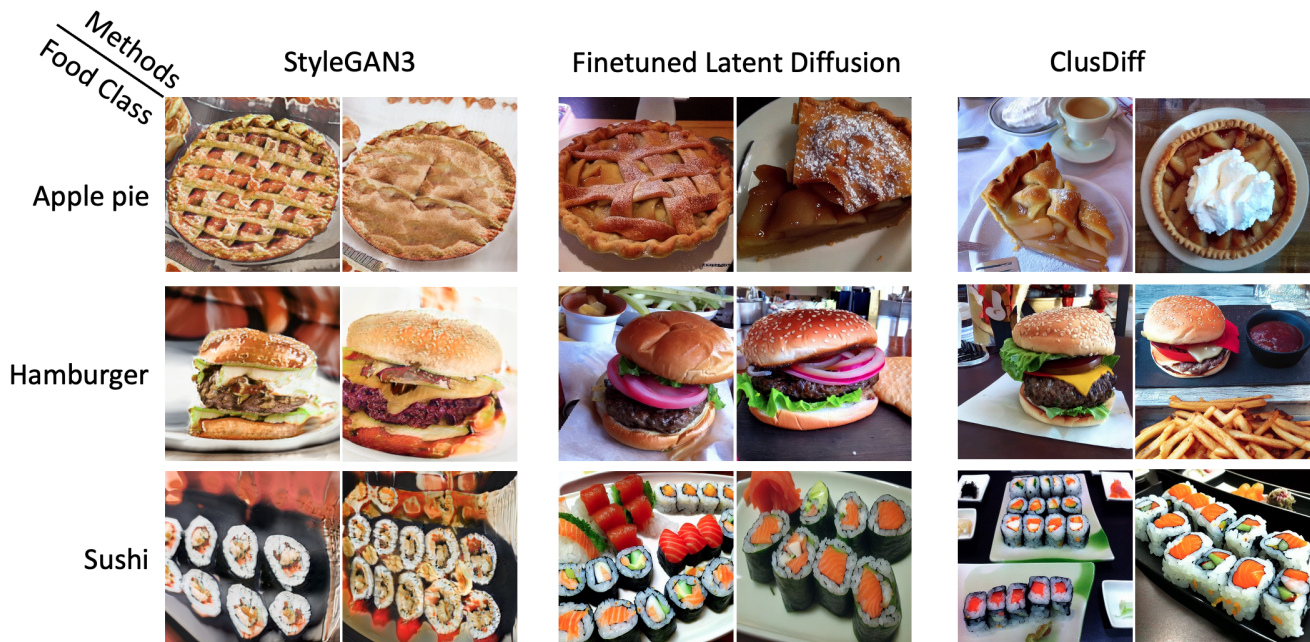 Methods
Food Class
StyleGAN3
Finetuned Latent Diffusion
ClusDiff
Apple pie
Hamburger
Sushi